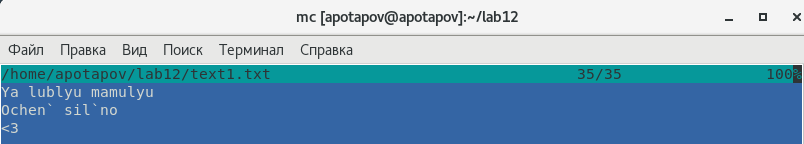 mc [apotapov@apotapov]:~/lab12
Файл Правка Вид Поиск Терминал Справка
/home/apotapov/lab12/text1.txt 35/35 100%
Ya lublyu mamulyu
Ochen` sil`no
<3